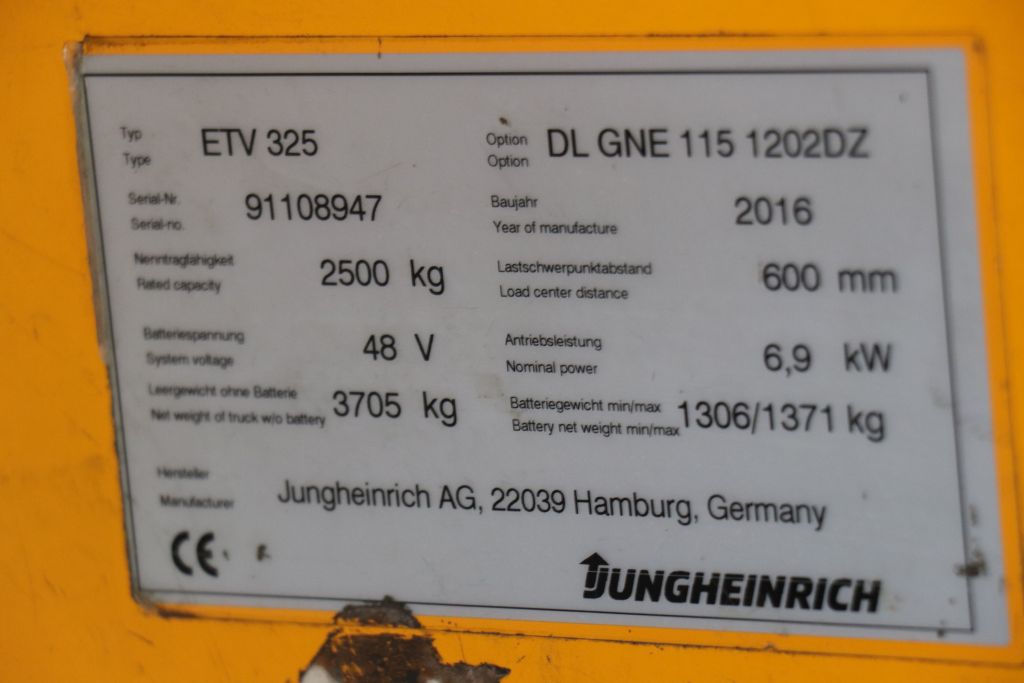 Typ
Type
ETV 325
Option
Option
DL GNE 115 1202DZ
Serial-Nr.
Serial-no.
91108947
Baujahr
Year of manufacture
2016
Nenntragfähigkeit
Rated capacity
2500 kg
Lastschwerpunktabstand
Load center distance
600 mm
Batteriespannung
System voltage
48 V
Antriebsleistung
Nominal power
6,9 kW
Leergewicht ohne Batterie
Net weight of truck w/o battery
3705 kg
Batteriegewicht min/max
Battery net weight min/max
1306/1371 kg
Hersteller
Manufacturer
Jungheinrich AG, 22039 Hamburg, Germany
CE
JUNGHEINRICH